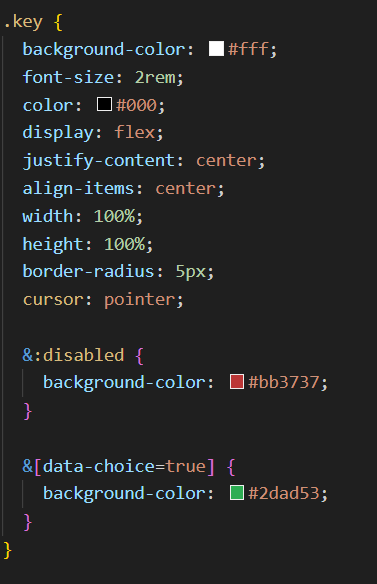 .key {
background-color: #fff;
font-size: 2rem;
color: #000;
display: flex;
justify-content: center;
align-items: center;
width: 100%;
height: 100%;
border-radius: 5px;
cursor: pointer;
&:disabled {
background-color: #bb3737;
}
&[data-choice=true] {
background-color: #2dad53;
}
}